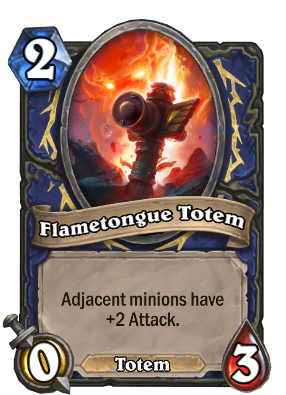 2
Flametongue Totem
Adjacent minions have
+2 Attack.
0
Totem
3